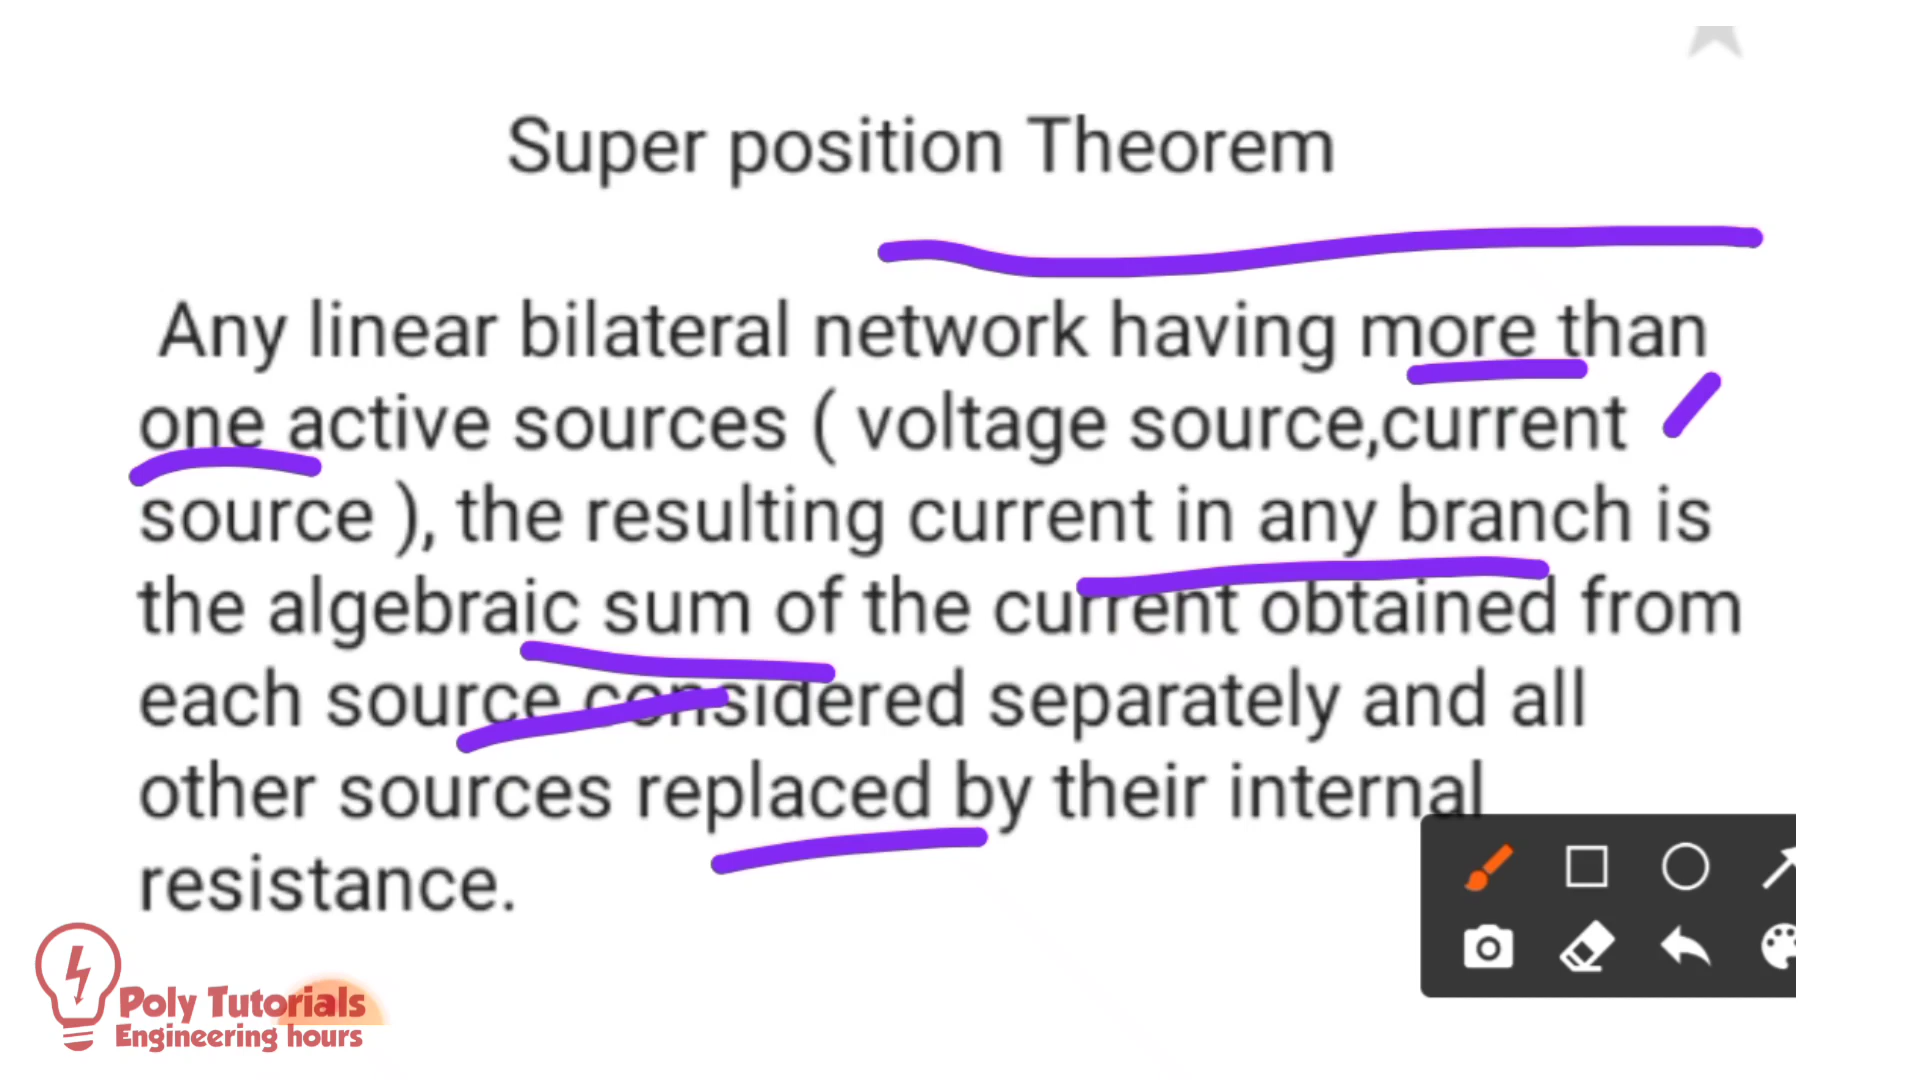 Super position Theorem
Any linear bilateral network having more than
one active sources ( voltage source,current
source ), the resulting current in any branch is
the algebraic sum of the current obtained from
each source considered separately and all
other sources replaced by their internal
resistance.
Poly Tutorials
Engineering hours